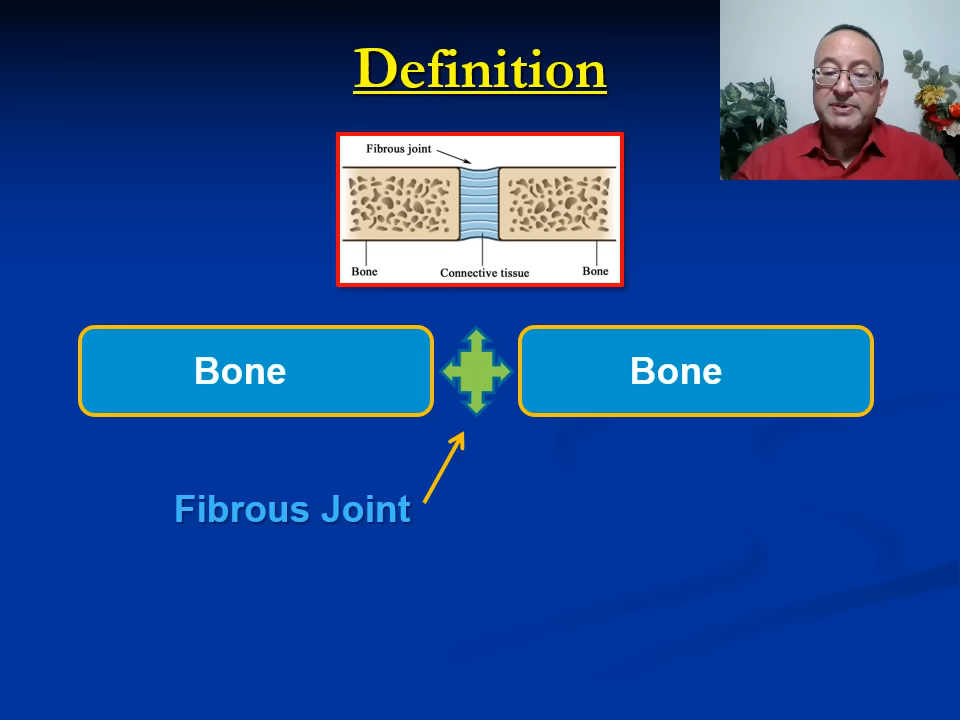 Definition
Fibrous joint
Bone
Connective tissue
Bone
Bone
Bone
Fibrous Joint